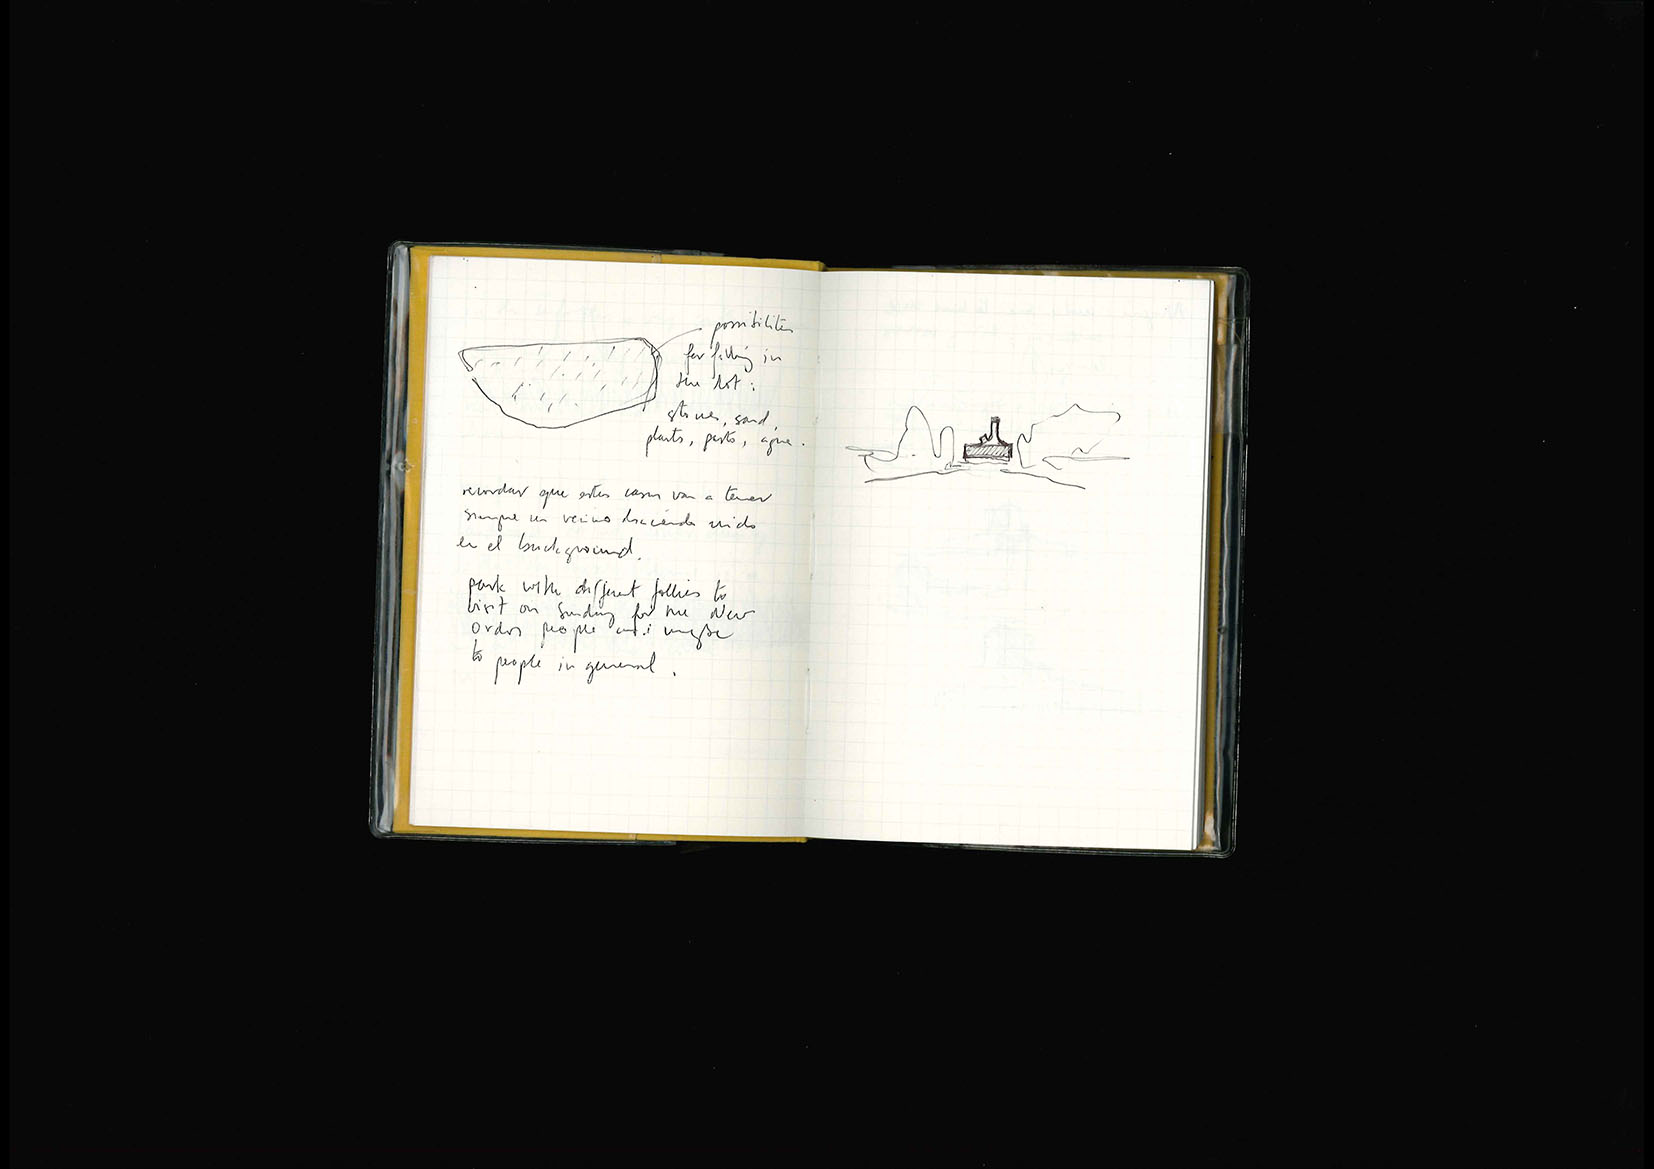 possibilities
for filling in
the lot :
stones, sand,
plants, pasto, agua.
recordar que estas casas van a tener
siempre un vecino haciendo ruido
en el background.
park with different follies to
visit on Sunday for the New
Orders people and maybe
to people in general.